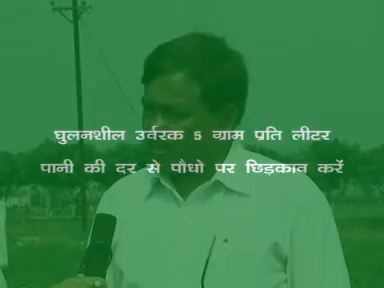 घुलनशील उर्वरक 5 ग्राम प्रति लीटर
पानी की दर से पौधो पर छिड़काव करें